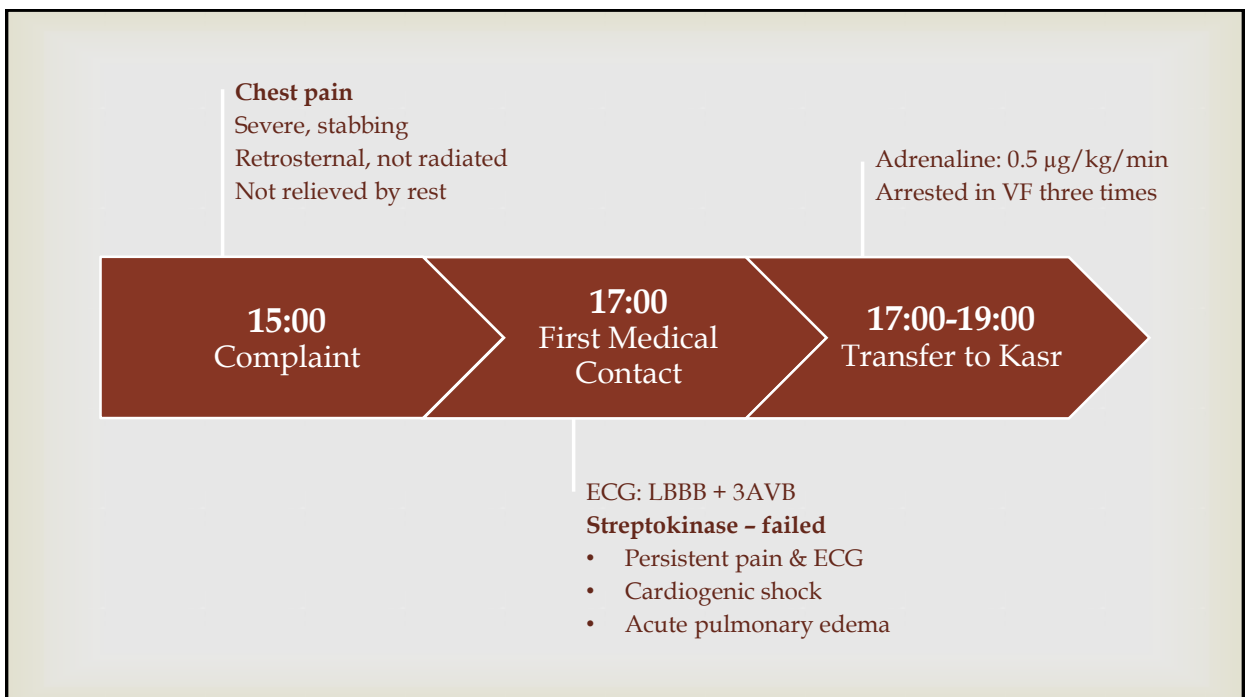 Chest pain
Severe, stabbing
Retrosternal, not radiated
Not relieved by rest
Adrenaline: 0.5 µg/kg/min
Arrested in VF three times
15:00
Complaint
17:00
First Medical
Contact
17:00-19:00
Transfer to Kasr
ECG: LBBB + 3AVB
Streptokinase – failed
• Persistent pain & ECG
• Cardiogenic shock
• Acute pulmonary edema